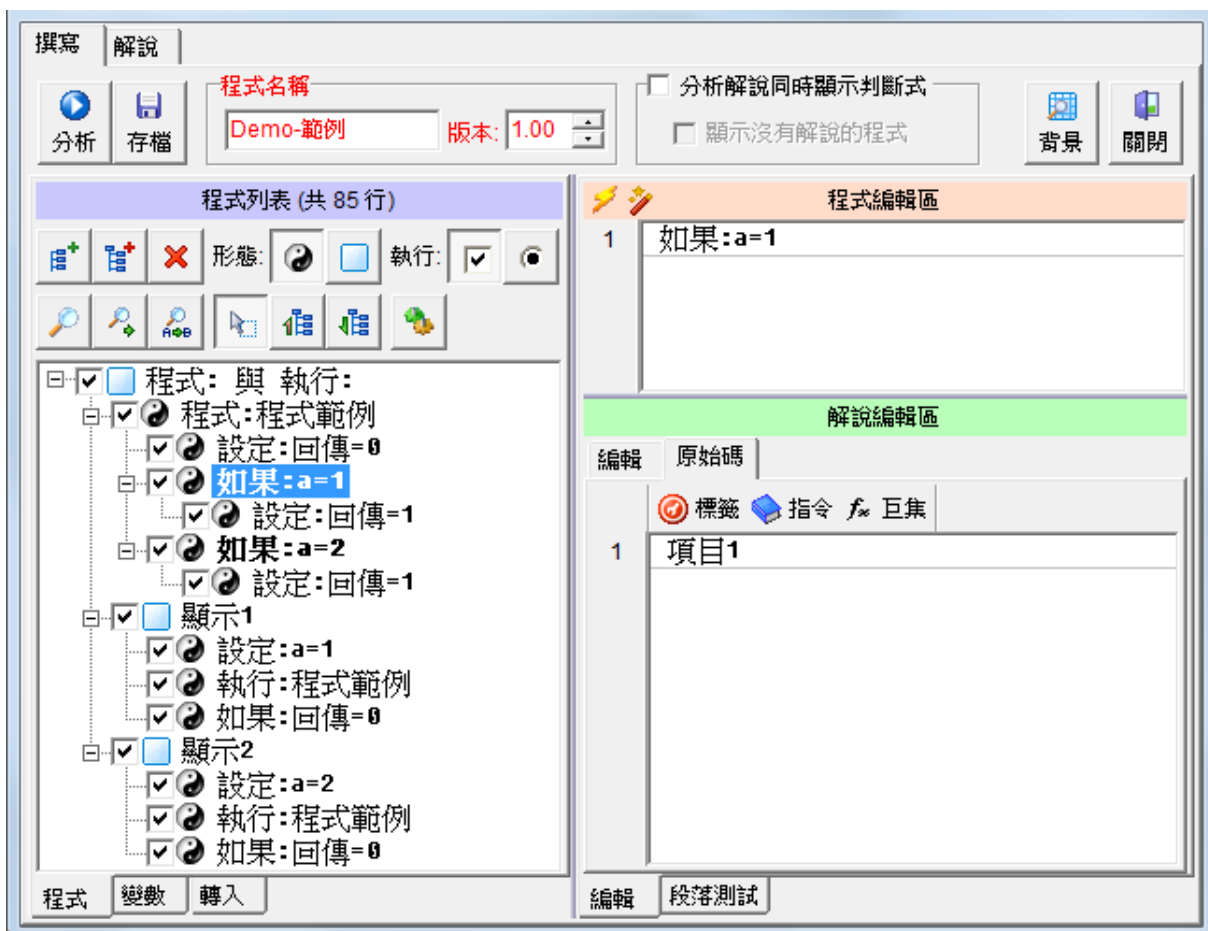 撰寫 解說
分析 存檔 程式名稱 Demo-範例 版本: 1.00
分析解說同時顯示判斷式
顯示沒有解說的程式
背景 關閉
程式列表 (共 85 行)
形態: 執行:
A B
程式: 與 執行:
程式:程式範例
設定:回傳=0
如果:a=1
設定:回傳=1
如果:a=2
設定:回傳=1
顯示1
設定:a=1
執行:程式範例
如果:回傳=0
顯示2
設定:a=2
執行:程式範例
如果:回傳=0
程式 變數 轉入
程式編輯區
1 如果:a=1
解說編輯區
編輯 原始碼
標籤 指令 fx 巨集
1 項目1
編輯 段落測試